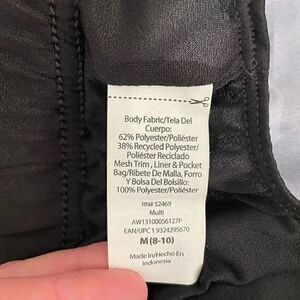 Body Fabric/Tela Del
Cuerpo:
62% Polyester/Poliéster
38% Recycled Polyester/
Poliéster Reciclado
Mesh Trim , Liner & Pocket
Bag/Ribete De Malla, Forro
Y Bolsa Del Bolsillo:
100% Polyester/Poliéster
RN# 52469
Multi
AW13100056127P
EAN/UPC 19324295670
M (8-10)
Made In/Hecho En
Indonesia